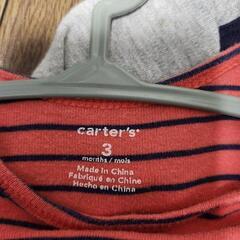 carter's
3
months / mois
Made in China
Fabriqué en Chine
Hecho en China